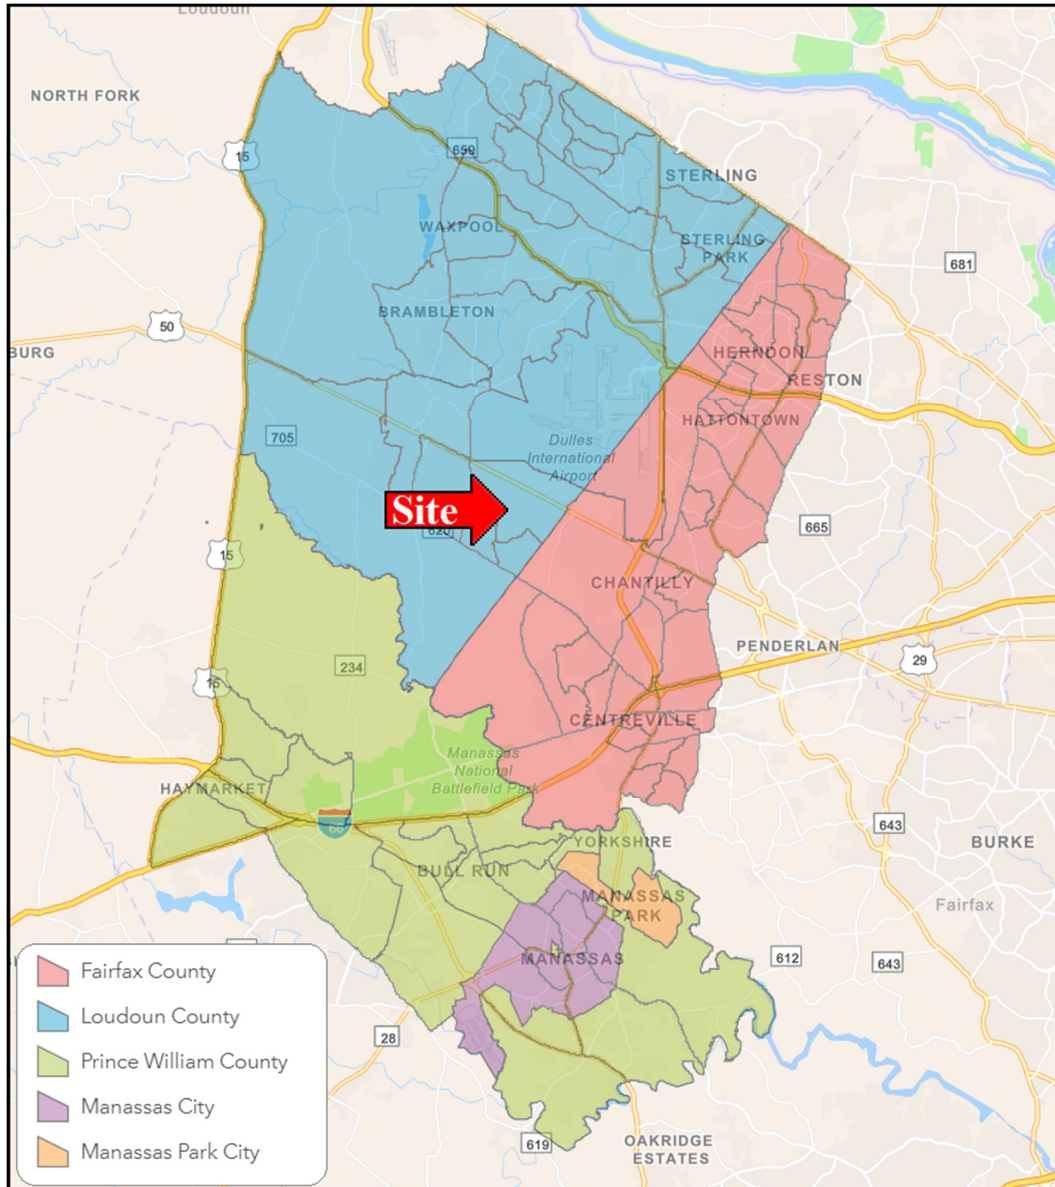 Loudoun
NORTH FORK
15
659
STERLING
WAXPOOL
STERLING
PARK
681
50
BRAMBLETON
BURG
HERNDON
RESTON
HATTONTOWN
705
Dulles
International
Airport
Site
620
665
15
CHANTILLY
PENDERLAN
29
234
15
CENTREVILLE
Manassas
National
Battlefield Park
HAYMARKET
66
643
YORKSHIRE
BURKE
BULL RUN
MANASSAS
PARK
Fairfax
MANASSAS
612
643
28
619
OAKRIDGE
ESTATES
Fairfax County
Loudoun County
Prince William County
Manassas City
Manassas Park City